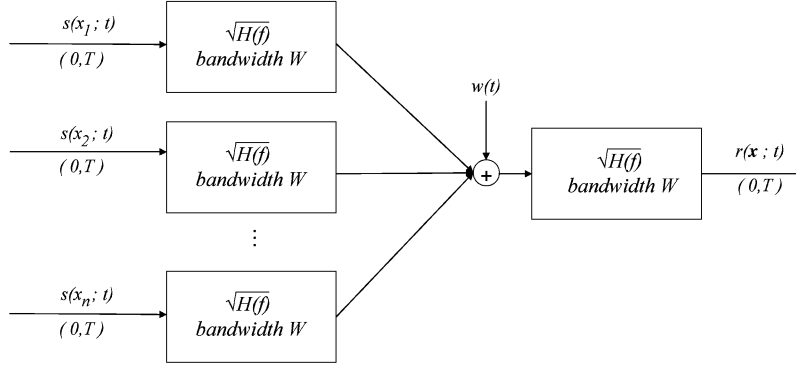 s(x₁; t)
(0,T)
√H(f)
bandwidth W
s(x₂; t)
(0,T)
√H(f)
bandwidth W
⋮
s(xₙ; t)
(0,T)
√H(f)
bandwidth W
w(t)
+
√H(f)
bandwidth W
r(x; t)
(0,T)